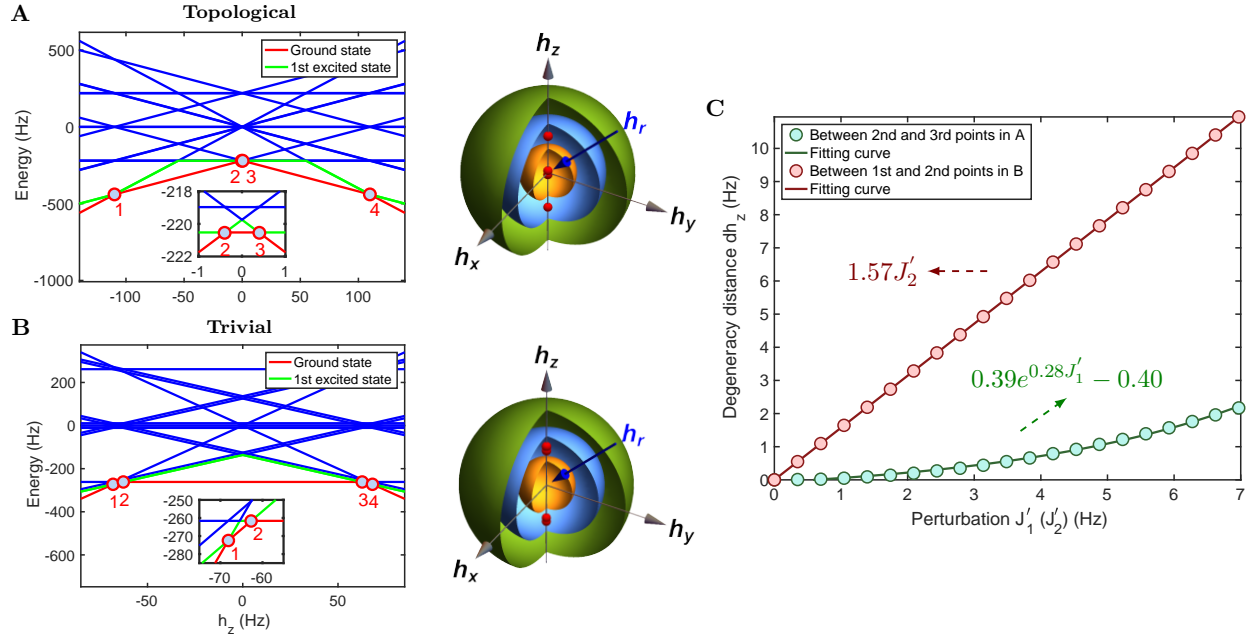 A
Topological
Energy (Hz)
500
0
-500
-1000
-100
-50
0
50
100
Ground state
1st excited state
1
2 3
4
-218
-220
-222
-1
0
1
2
3
h_z
h_r
h_y
h_x
B
Trivial
Energy (Hz)
200
0
-200
-400
-600
-50
0
50
h_z (Hz)
Ground state
1st excited state
12
34
-250
-260
-270
-280
-70
-60
1
2
h_z
h_r
h_y
h_x
C
Degeneracy distance dh_z (Hz)
10
9
8
7
6
5
4
3
2
1
0
0
1
2
3
4
5
6
7
Perturbation J'_1 (J'_2) (Hz)
Between 2nd and 3rd points in A
Fitting curve
Between 1st and 2nd points in B
Fitting curve
1.57J'_2
0.39e^{0.28J'_1} − 0.40